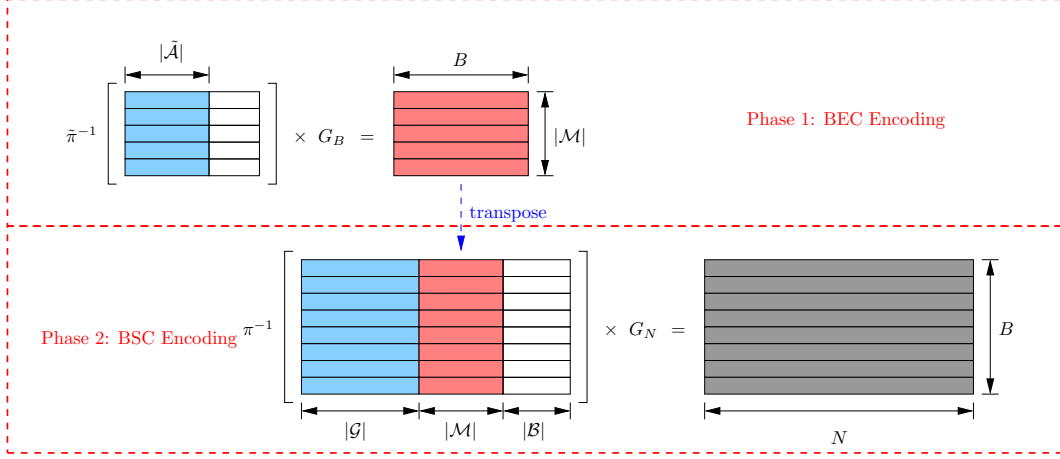 |𝒜̃|
B
π̃⁻¹ × G_B = |ℳ|
Phase 1: BEC Encoding
transpose
Phase 2: BSC Encoding
π⁻¹ × G_N = B
|𝒢| |ℳ| |ℬ|
N